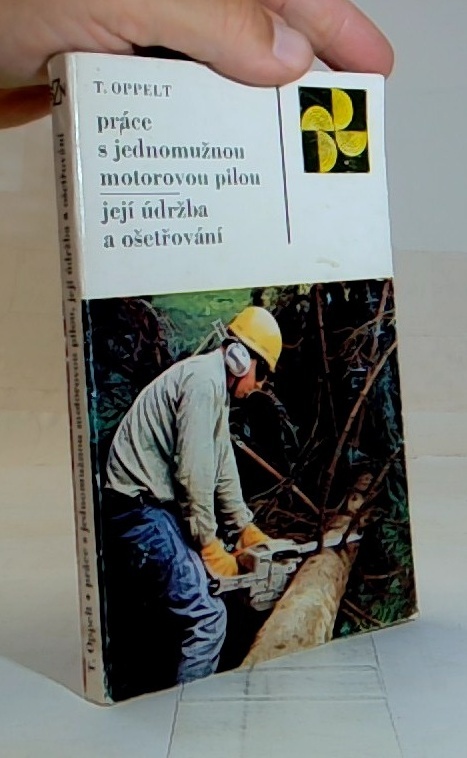 T. OPPELT
práce
s jednomužnou
motorovou pilou
její údržba
a ošetřování
T. Oppelt • práce s jednomužnou motorovou pilou, její údržba a ošetřování